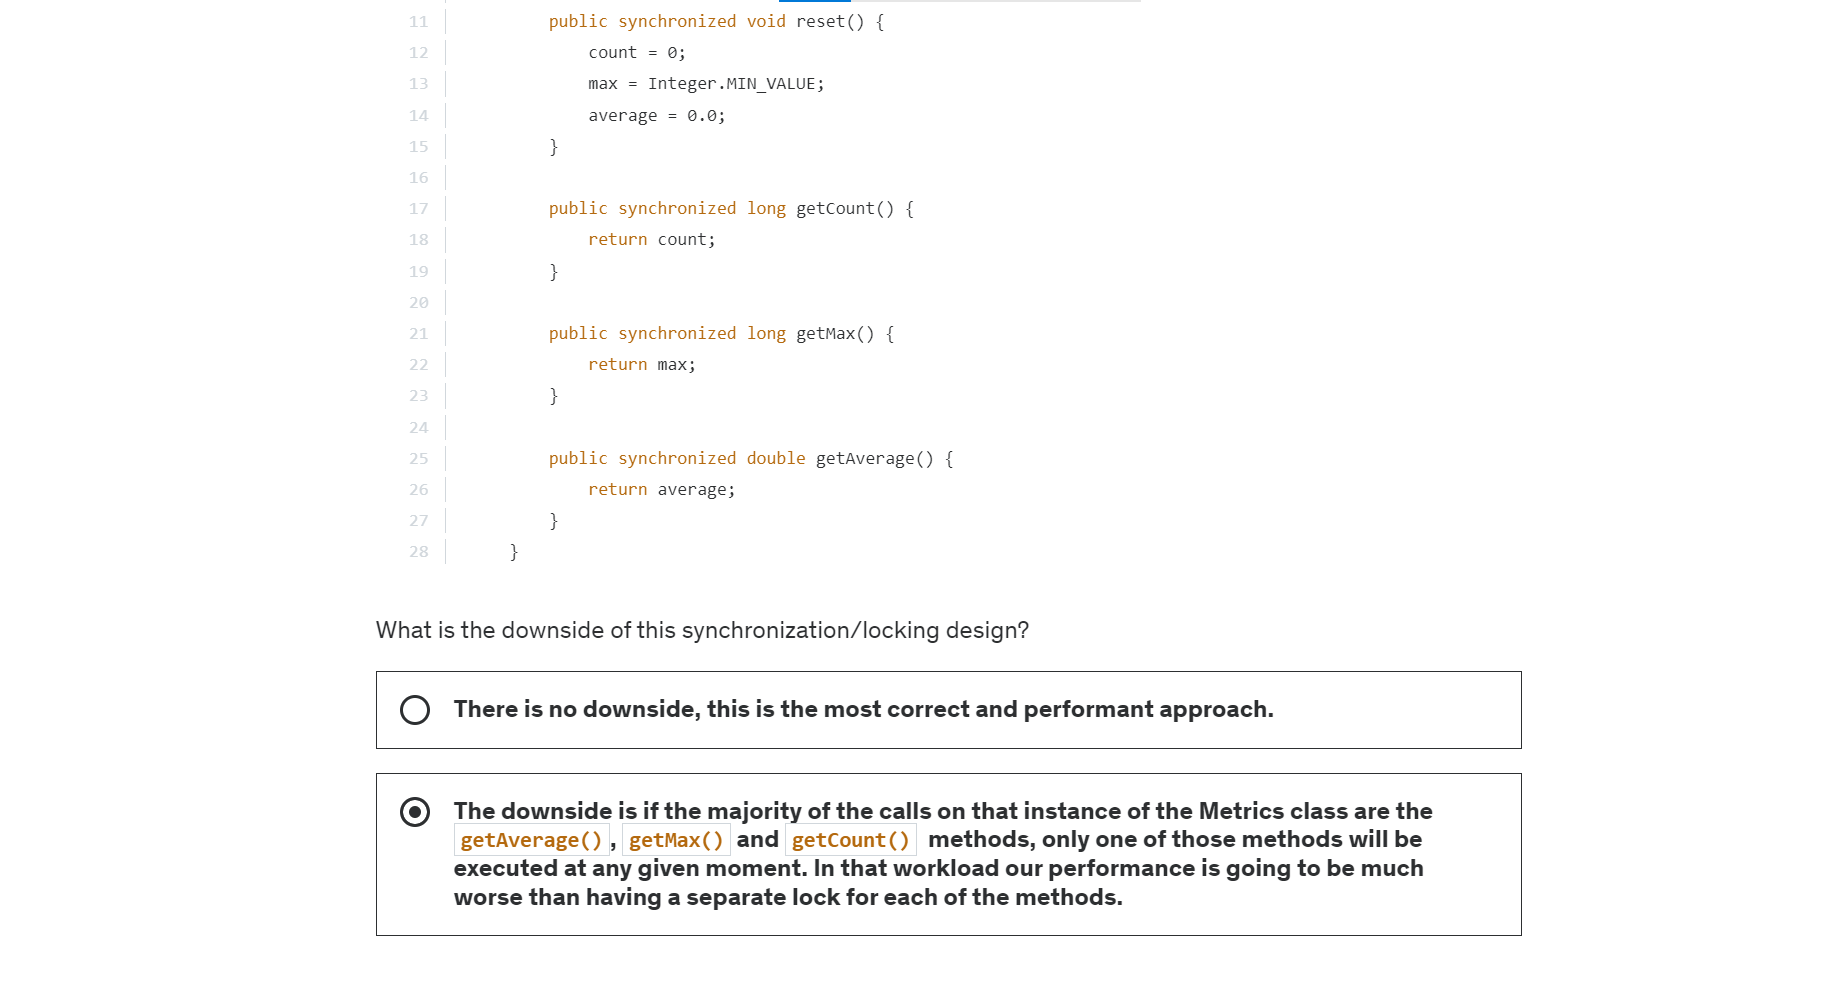 11 public synchronized void reset() {
12 count = 0;
13 max = Integer.MIN_VALUE;
14 average = 0.0;
15 }
16
17 public synchronized long getCount() {
18 return count;
19 }
20
21 public synchronized long getMax() {
22 return max;
23 }
24
25 public synchronized double getAverage() {
26 return average;
27 }
28 }
What is the downside of this synchronization/locking design?
There is no downside, this is the most correct and performant approach.
The downside is if the majority of the calls on that instance of the Metrics class are the
getAverage(), getMax() and getCount() methods, only one of those methods will be
executed at any given moment. In that workload our performance is going to be much
worse than having a separate lock for each of the methods.